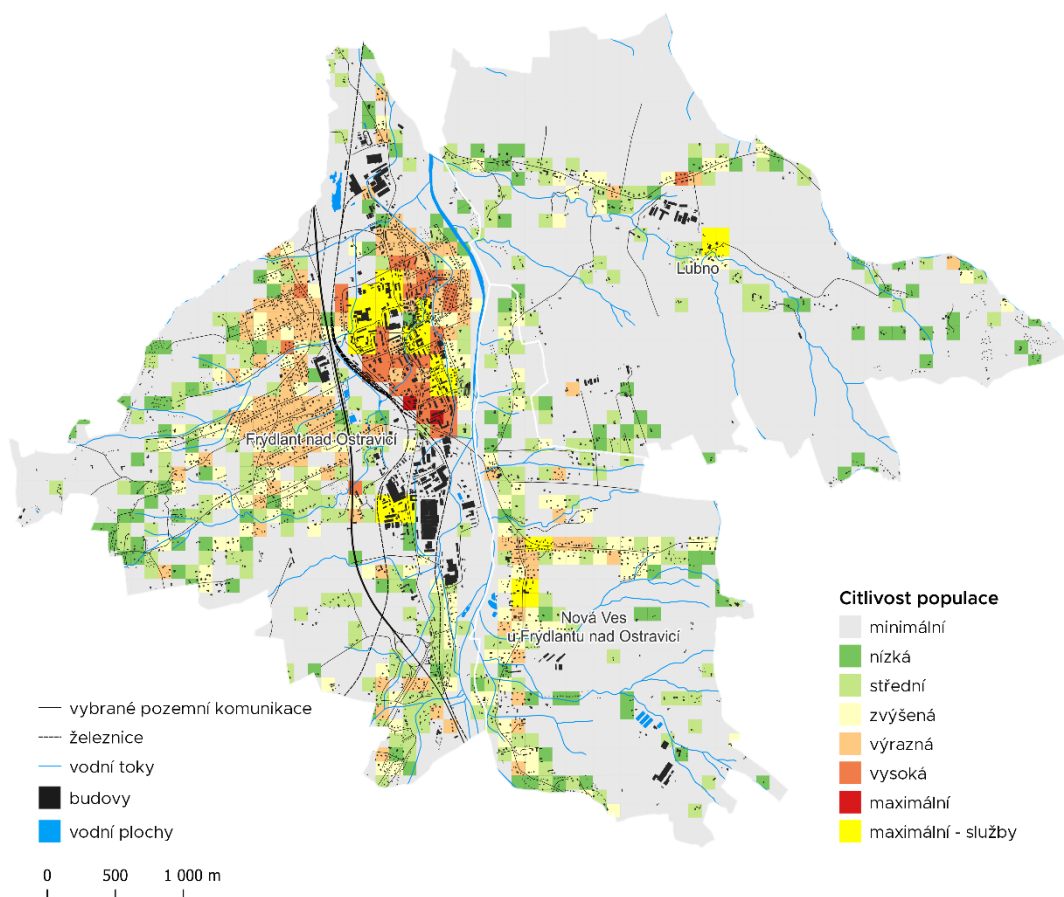 Lubno
Frýdlant nad Ostravicí
Nová Ves
u Frýdlantu nad Ostravicí
Citlivost populace
minimální
nízká
střední
zvýšená
výrazná
vysoká
maximální
maximální - služby
vybrané pozemní komunikace
železnice
vodní toky
budovy
vodní plochy
0 500 1 000 m